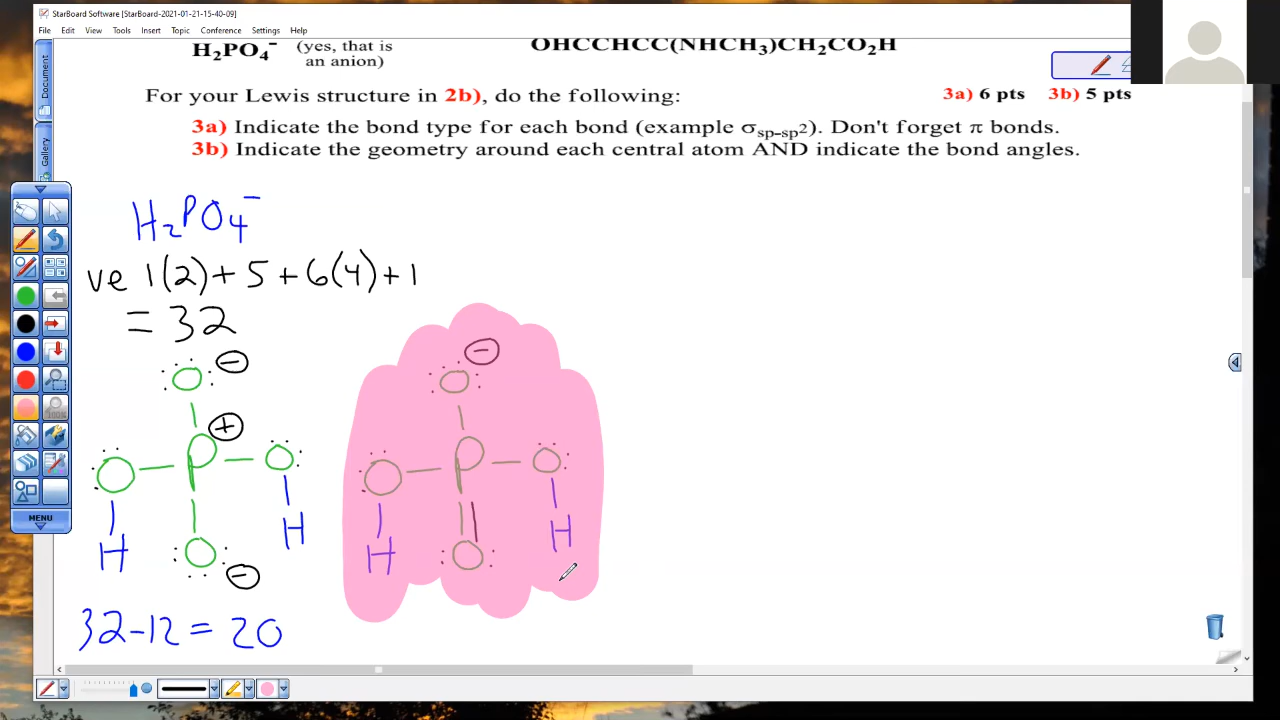 StarBoard Software [StarBoard-2021-01-21-15-40-09]
File Edit View Tools Insert Topic Carborne Settings Help
H₂PO₄⁻ (yes, that is an anion)
OHCCHCC(NHCH₃)CH₂CO₂H
For your Lewis structure in 2b), do the following: 3a) 6 pts 3b) 5 pts
3a) Indicate the bond type for each bond (example σsp-sp²). Don't forget π bonds.
3b) Indicate the geometry around each central atom AND indicate the bond angles.
Document
Gallery
H₂PO₄⁻
ve 1(2)+5+6(4)+1
= 32
O −
P +
O O
H H
O −
O −
P
O O
H H
O
32-12 = 20
MENU
100%